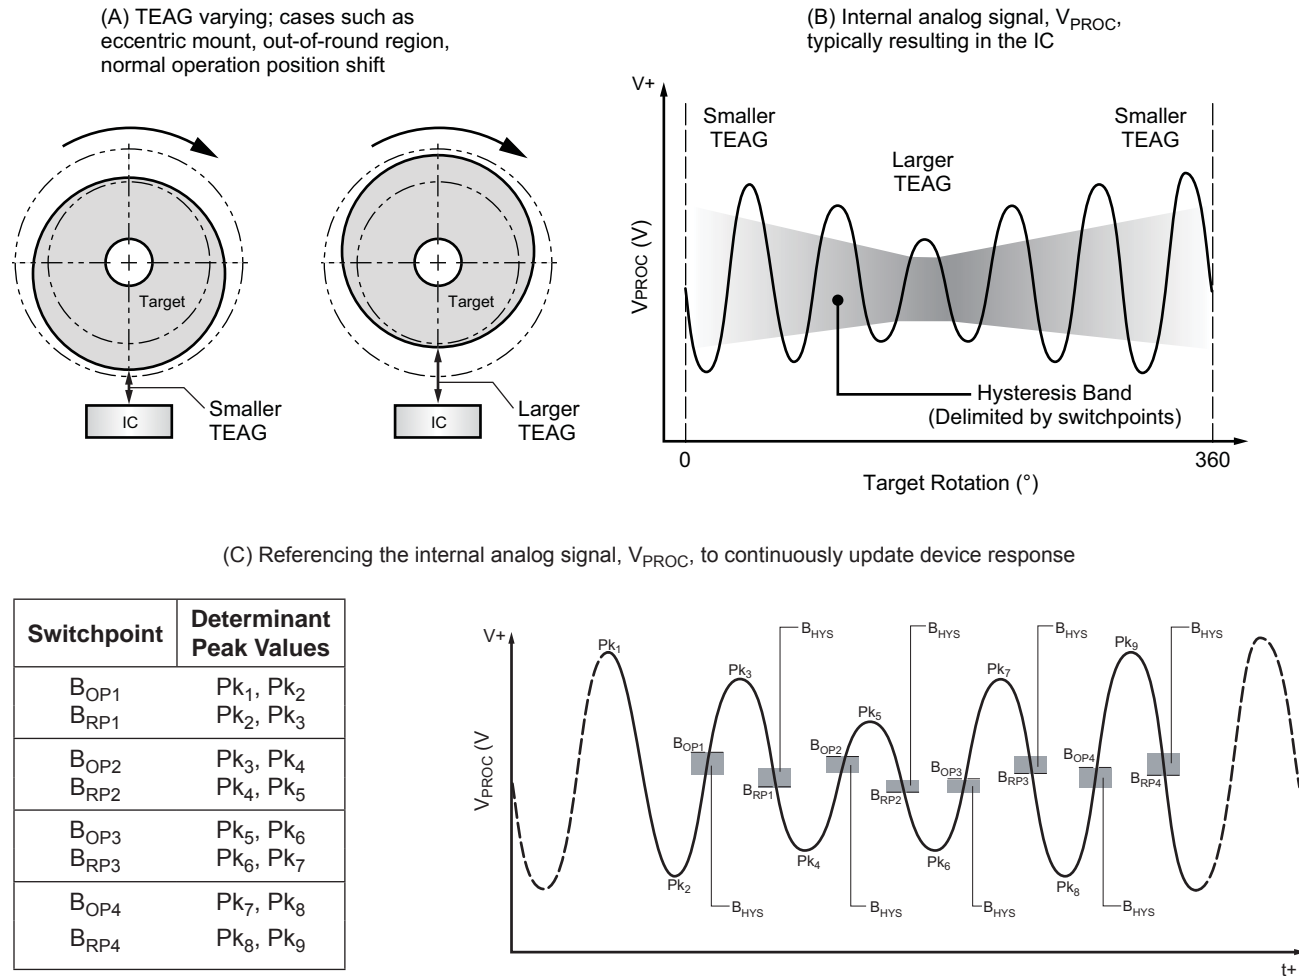 (A) TEAG varying; cases such as
eccentric mount, out-of-round region,
normal operation position shift
Target
IC
Smaller
TEAG
Target
IC
Larger
TEAG
(B) Internal analog signal, VPROC,
typically resulting in the IC
V+
VPROC (V)
Smaller
TEAG
Larger
TEAG
Smaller
TEAG
Hysteresis Band
(Delimited by switchpoints)
0
360
Target Rotation (°)
(C) Referencing the internal analog signal, VPROC, to continuously update device response
Switchpoint
Determinant
Peak Values
BOP1 Pk1, Pk2
BRP1 Pk2, Pk3
BOP2 Pk3, Pk4
BRP2 Pk4, Pk5
BOP3 Pk5, Pk6
BRP3 Pk6, Pk7
BOP4 Pk7, Pk8
BRP4 Pk8, Pk9
V+
VPROC (V
BHYS
BHYS
BHYS
BHYS
Pk1
Pk3
Pk5
Pk7
Pk9
BOP1
BRP1
BOP2
BRP2
BOP3
BRP3
BOP4
BRP4
Pk2
Pk4
Pk6
Pk8
BHYS
BHYS
BHYS
BHYS
t+